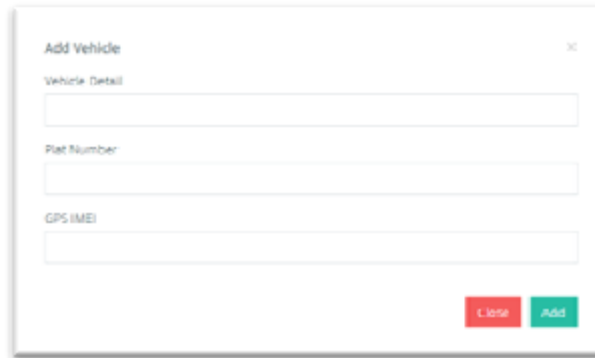 Add Vehicle
Vehicle Detail
Plat Number
GPS IMEI
Close Add